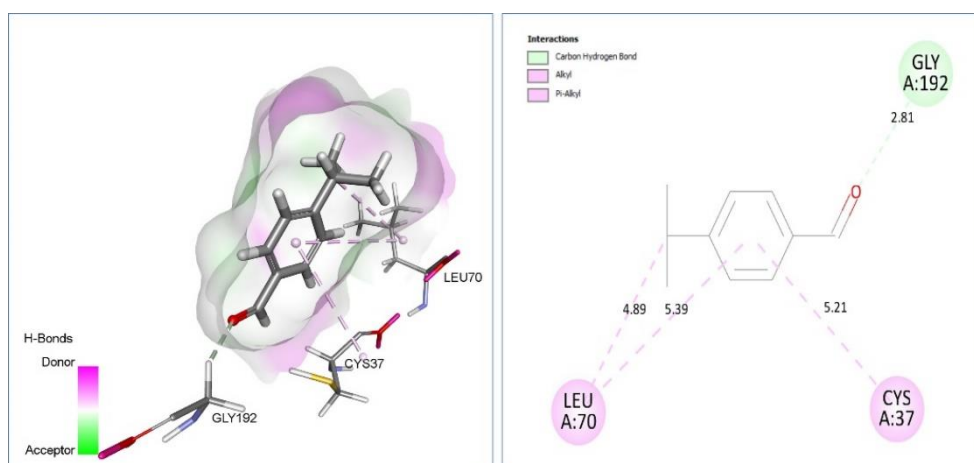 LEU70
CYS37
GLY192
H-Bonds
Donor
Acceptor
Interactions
Carbon Hydrogen Bond
Alkyl
Pi-Alkyl
GLY
A:192
2.81
O
4.89
5.39
5.21
LEU
A:70
CYS
A:37